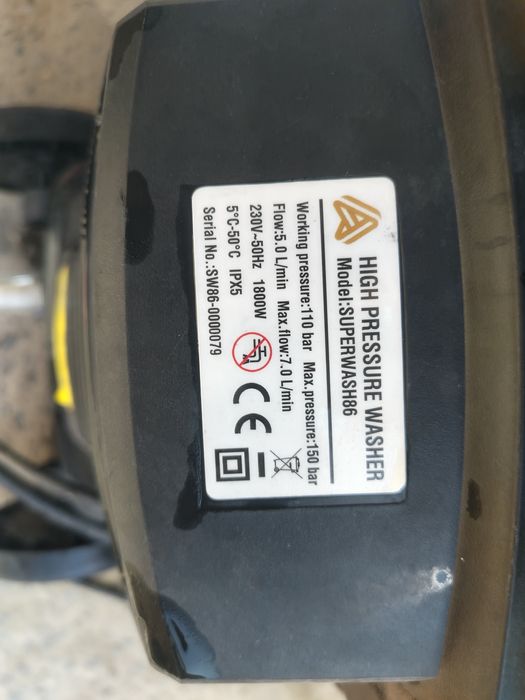 HIGH PRESSURE WASHER
Model:SUPERWASH86
Working pressure:110 bar Max.pressure:150 bar
Flow:5.0 L/min Max.flow:7.0 L/min
230V~50Hz 1800W
5°C-50°C IPX5
Serial No.:SW86-0000079
CE